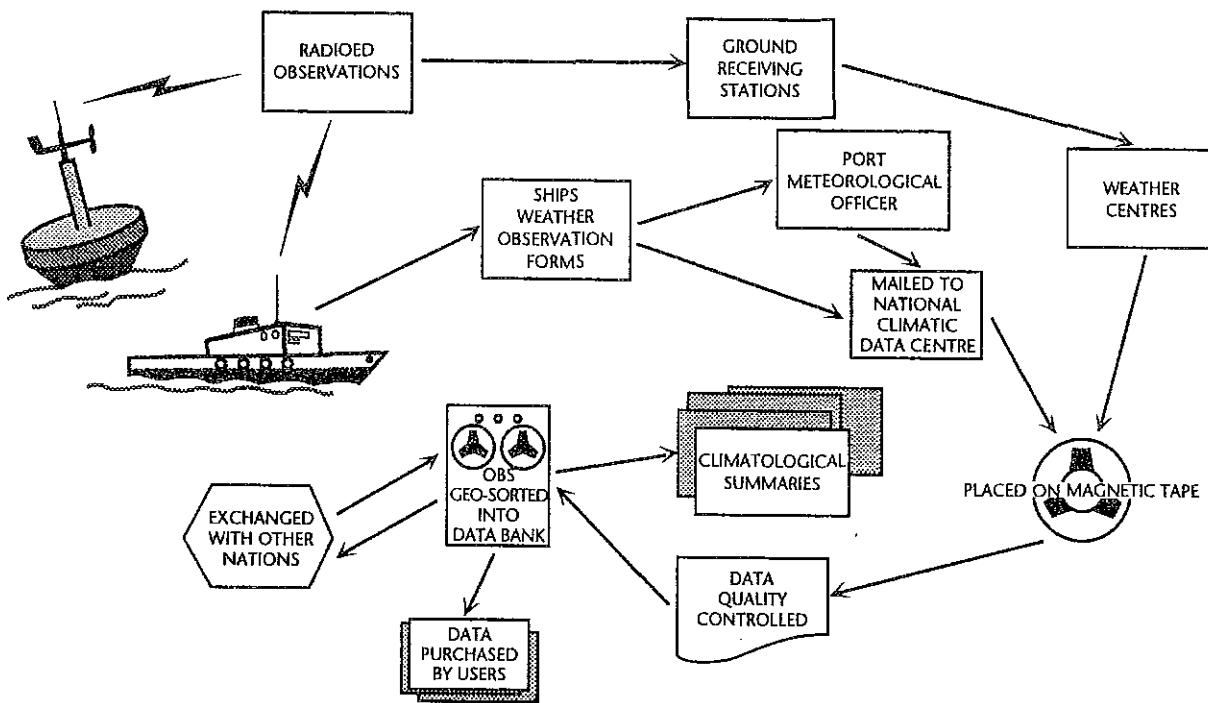 RADIOED
OBSERVATIONS
GROUND
RECEIVING
STATIONS
PORT
METEOROLOGICAL
OFFICER
WEATHER
CENTRES
SHIPS
WEATHER
OBSERVATION
FORMS
MAILED TO
NATIONAL
CLIMATIC
DATA CENTRE
PLACED ON MAGNETIC TAPE
CLIMATOLOGICAL
SUMMARIES
OBS
GEO-SORTED
INTO
DATA BANK
EXCHANGED
WITH OTHER
NATIONS
DATA
QUALITY
CONTROLLED
DATA
PURCHASED
BY USERS